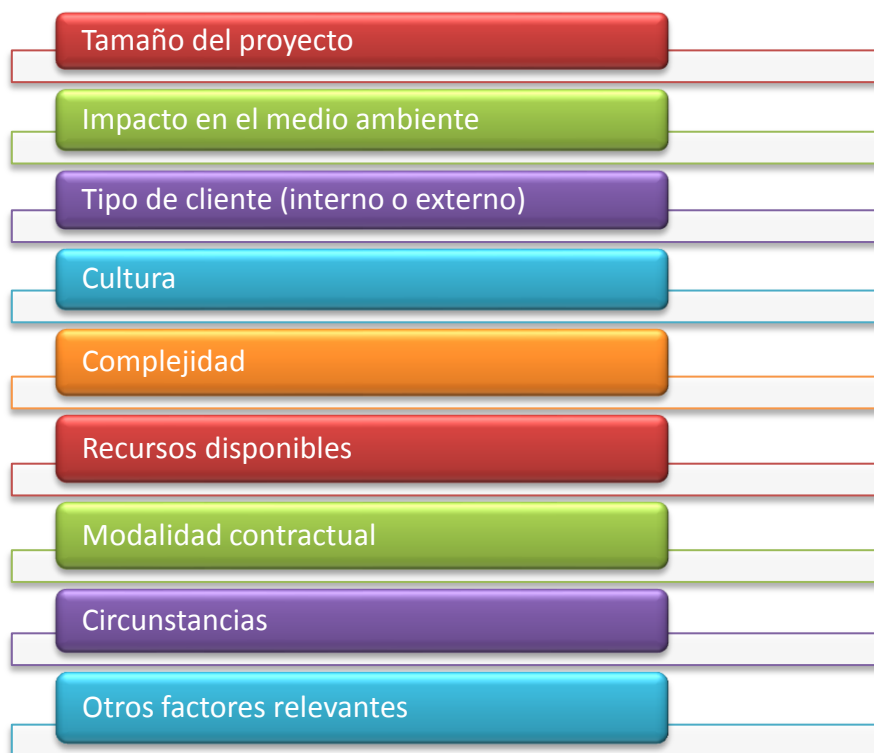 Tamaño del proyecto
Impacto en el medio ambiente
Tipo de cliente (interno o externo)
Cultura
Complejidad
Recursos disponibles
Modalidad contractual
Circunstancias
Otros factores relevantes